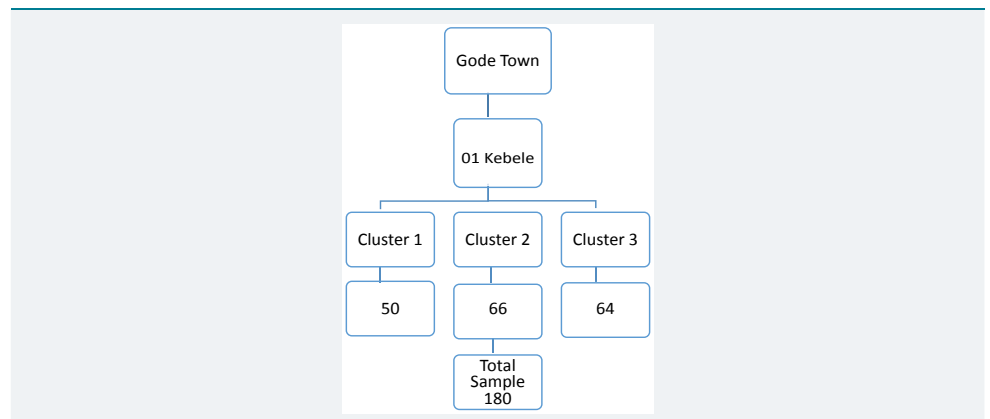 Gode Town
01 Kebele
Cluster 1
Cluster 2
Cluster 3
50
66
64
Total
Sample
180